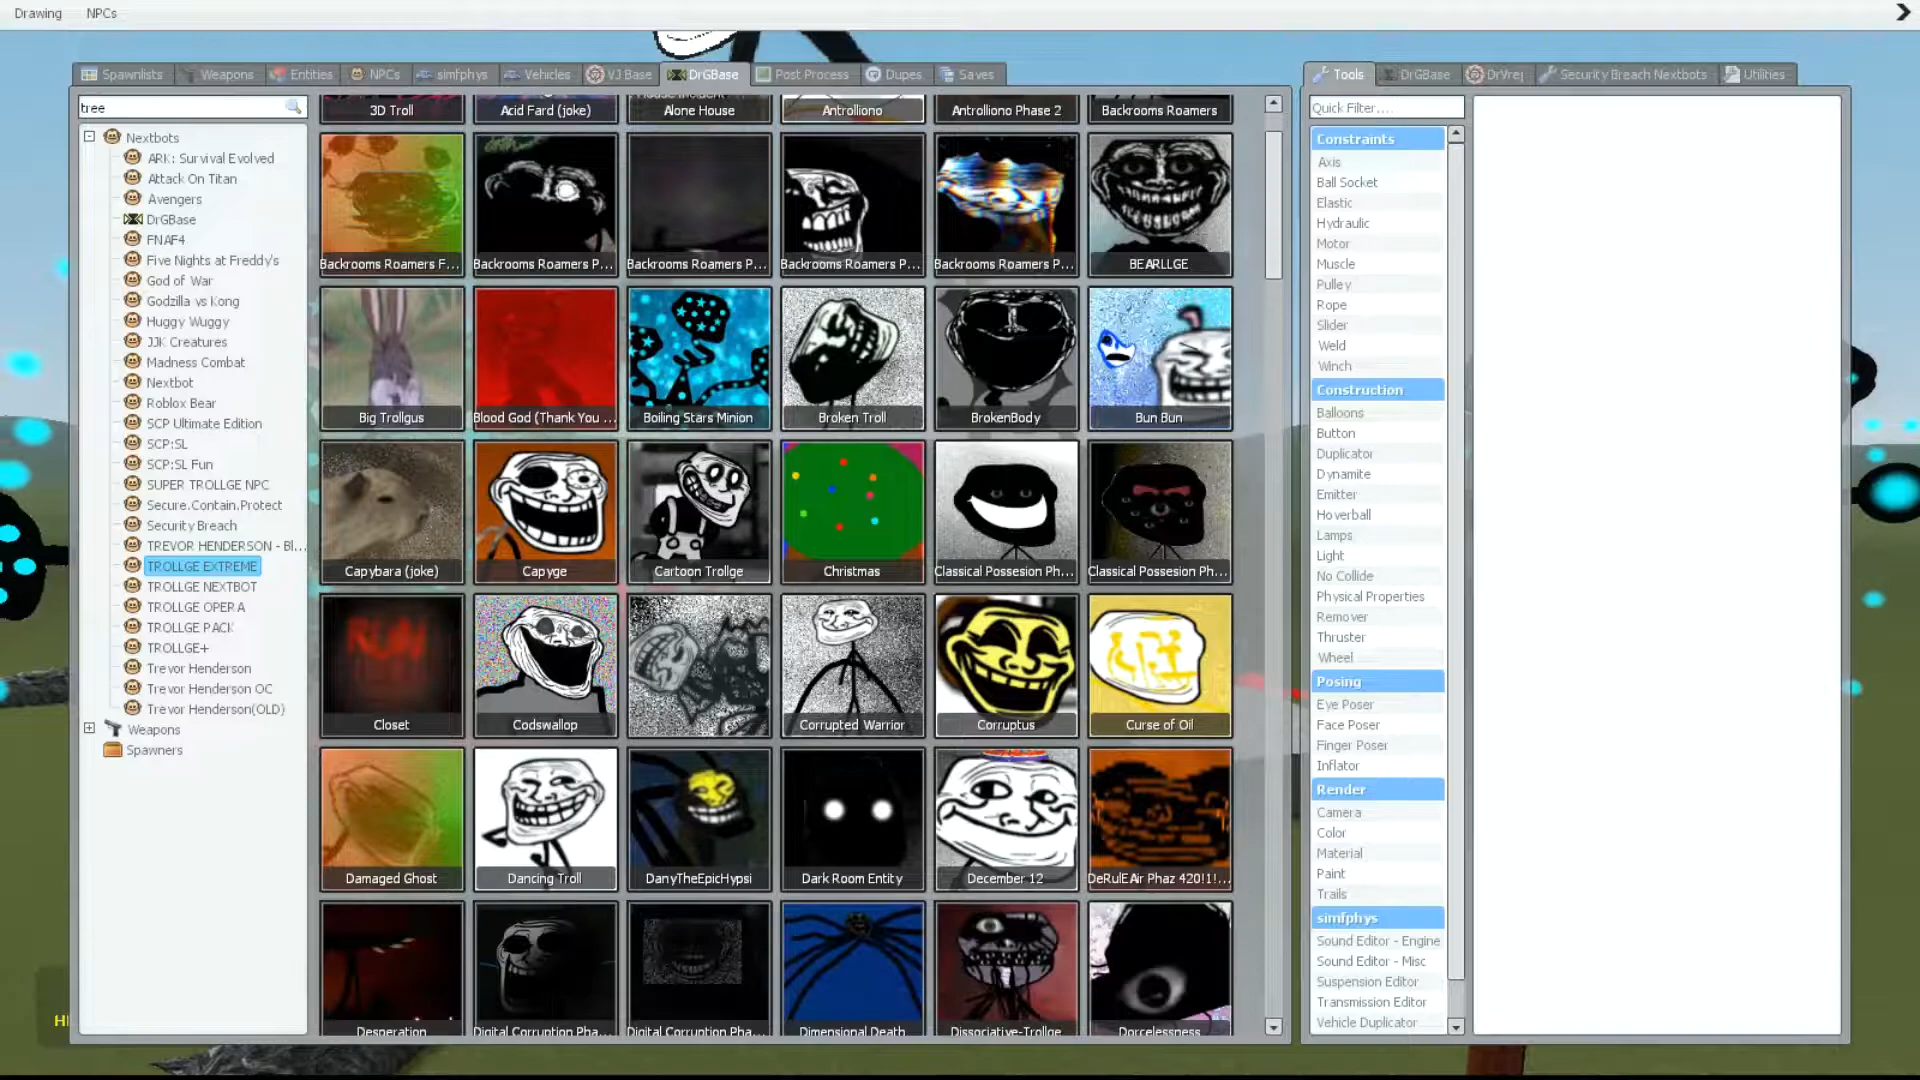 Drawing NPCs
Spawnlists Weapons Entities NPCs simfphys Vehicles VJ Base DrGBase Post Process Dupes Saves
Tools DrGBase DrVrej Security Breach Nextbots Utilities
tree
Nextbots
ARK: Survival Evolved
Attack On Titan
Avengers
DrGBase
FNAF4
Five Nights at Freddy's
God of War
Godzilla vs Kong
Huggy Wuggy
JJK Creatures
Madness Combat
Nextbot
Roblox Bear
SCP Ultimate Edition
SCP:SL
SCP:SL Fun
SUPER TROLLGE NPC
Secure.Contain.Protect
Security Breach
TREVOR HENDERSON - Bl...
TROLLGE EXTREME
TROLLGE NEXTBOT
TROLLGE OPERA
TROLLGE PACK
TROLLGE+
Trevor Henderson
Trevor Henderson OC
Trevor Henderson(OLD)
Weapons
Spawners
3D Troll Acid Fard (joke) Alone House Antrolliono Antrolliono Phase 2 Backrooms Roamers
Backrooms Roamers F... Backrooms Roamers P... Backrooms Roamers P... Backrooms Roamers P... Backrooms Roamers P... BEARLLGE
Big Trollgus Blood God (Thank You ... Boiling Stars Minion Broken Troll BrokenBody Bun Bun
Capybara (joke) Capyge Cartoon Trollge Christmas Classical Possesion Ph... Classical Possesion Ph...
RUN
Closet Codswallop Corrupted Warrior Corruptus Curse of Oil
Damaged Ghost Dancing Troll DanyTheEpicHypsi Dark Room Entity December 12 DeRulEAir Phaz 420!1!...
Desperation Digital Corruption Pha... Digital Corruption Pha... Dimensional Death Dissociative-Trollge Dorcelessness
Quick Filter....
Constraints
Axis
Ball Socket
Elastic
Hydraulic
Motor
Muscle
Pulley
Rope
Slider
Weld
Winch
Construction
Balloons
Button
Duplicator
Dynamite
Emitter
Hoverball
Lamps
Light
No Collide
Physical Properties
Remover
Thruster
Wheel
Posing
Eye Poser
Face Poser
Finger Poser
Inflator
Render
Camera
Color
Material
Paint
Trails
simfphys
Sound Editor - Engine
Sound Editor - Misc
Suspension Editor
Transmission Editor
Vehicle Duplicator